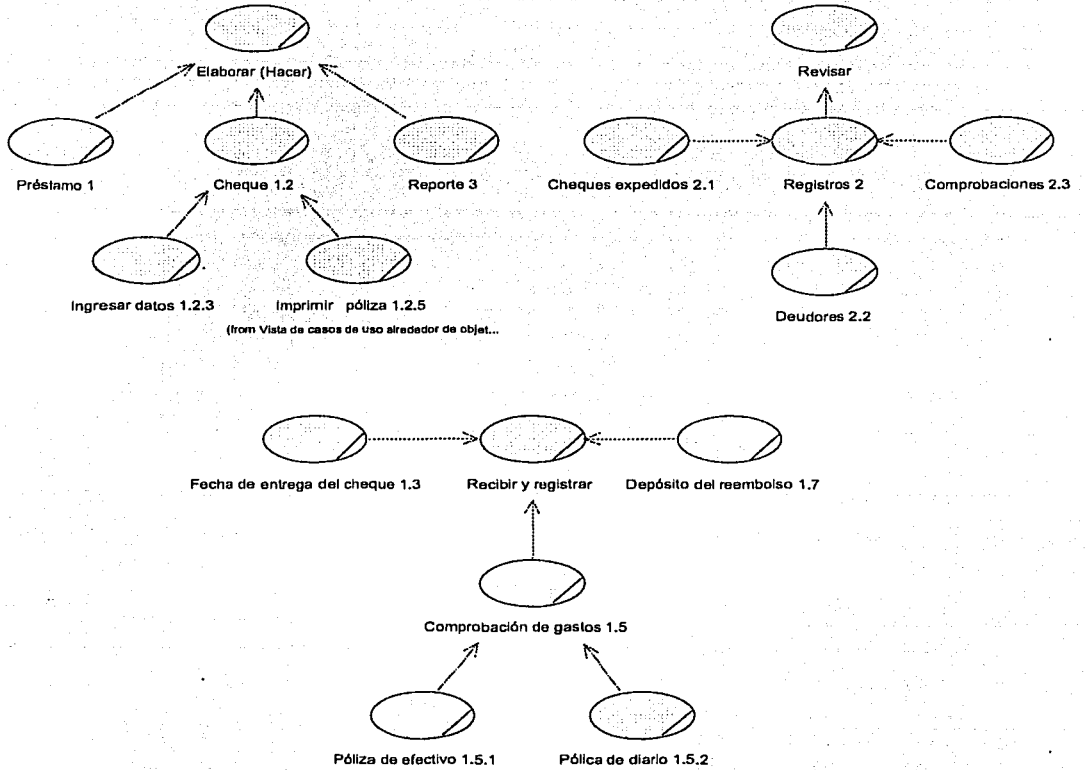 Elaborar (Hacer)
Revisar
Préstamo 1
Cheque 1.2
Reporte 3
Cheques expedidos 2.1
Registros 2
Comprobaciones 2.3
Ingresar datos 1.2.3
Imprimir póliza 1.2.5
(from Vista de casos de uso alrededor de objet...
Deudores 2.2
Fecha de entrega del cheque 1.3
Recibir y registrar
Depósito del reembolso 1.7
Comprobación de gastos 1.5
Póliza de efectivo 1.5.1
Pólica de diario 1.5.2